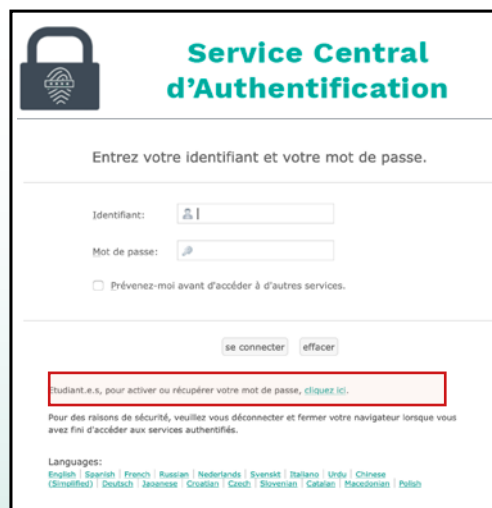 Service Central
d'Authentification
Entrez votre identifiant et votre mot de passe.
Identifiant:
Mot de passe:
Prévenez-moi avant d'accéder à d'autres services.
se connecter effacer
Etudiant.e.s, pour activer ou récupérer votre mot de passe, cliquez ici.
Pour des raisons de sécurité, veuillez vous déconnecter et fermer votre navigateur lorsque vous
avez fini d'accéder aux services authentifiés.
Languages:
English | Spanish | French | Russian | Nederlands | Svenskt | Italiano | Urdu | Chinese
(Simplified) | Deutsch | Japanese | Croatian | Czech | Slovenian | Catalan | Macedonian | Polish